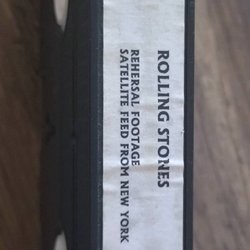 ROLLING STONES
REHERSAL FOOTAGE
SATELLITE FEED FROM NEW YORK